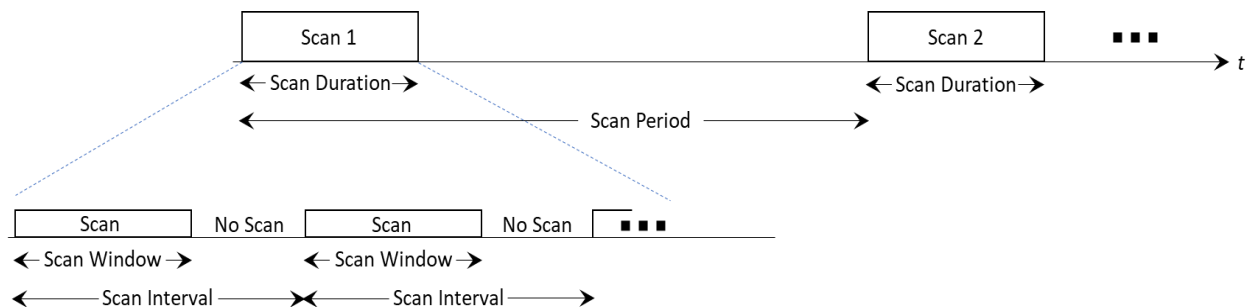 Scan 1 Scan 2
t
Scan Duration Scan Duration
Scan Period
Scan No Scan Scan No Scan
Scan Window Scan Window
Scan Interval Scan Interval